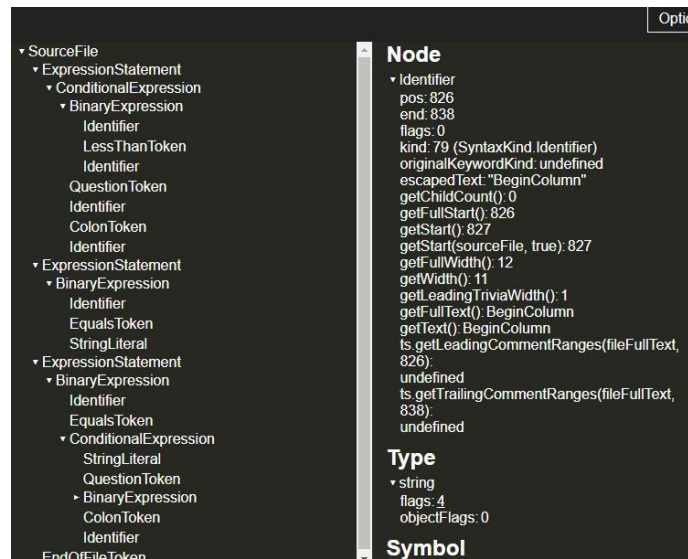 Optio
SourceFile
ExpressionStatement
ConditionalExpression
BinaryExpression
Identifier
LessThanToken
Identifier
QuestionToken
Identifier
ColonToken
Identifier
ExpressionStatement
BinaryExpression
Identifier
EqualsToken
StringLiteral
ExpressionStatement
BinaryExpression
Identifier
EqualsToken
ConditionalExpression
StringLiteral
QuestionToken
BinaryExpression
ColonToken
Identifier
EndOfFileToken
Node
Identifier
pos: 826
end: 838
flags: 0
kind: 79 (SyntaxKind.Identifier)
originalKeywordKind: undefined
escapedText: "BeginColumn"
getChildCount(): 0
getFullStart(): 826
getStart(): 827
getStart(sourceFile, true): 827
getFullWidth(): 12
getWidth(): 11
getLeadingTriviaWidth(): 1
getFullText(): BeginColumn
getText(): BeginColumn
ts.getLeadingCommentRanges(fileFullText,
826):
undefined
ts.getTrailingCommentRanges(fileFullText,
838):
undefined
Type
string
flags: 4
objectFlags: 0
Symbol